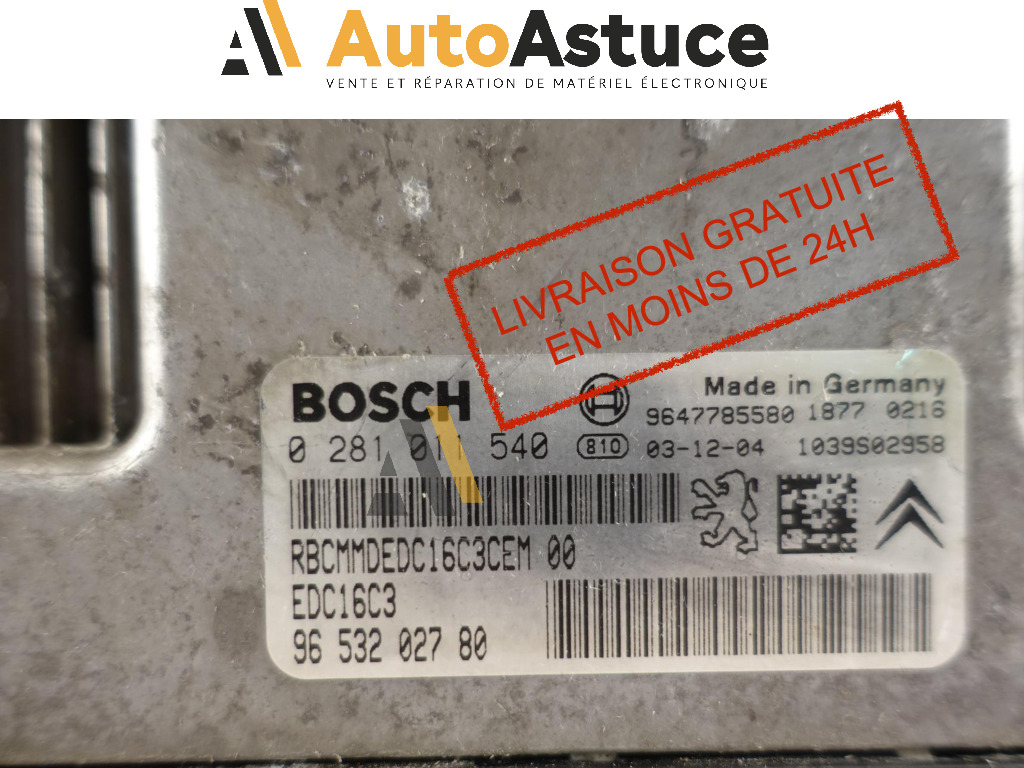 AutoAstuce
VENTE ET RÉPARATION DE MATÉRIEL ÉLECTRONIQUE
LIVRAISON GRATUITE
EN MOINS DE 24H
BOSCH
Made in Germany
9647785580 1877 0216
0 281 011 540
810
03-12-04
1039S02958
RBCMMDEDC16C3CEM 00
EDC16C3
96 532 027 80